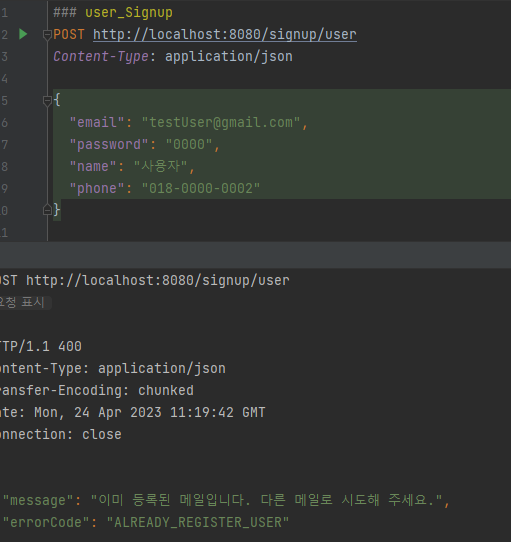 1 ### user_Signup
2 POST http://localhost:8080/signup/user
3 Content-Type: application/json
4
5 {
6 "email": "testUser@gmail.com",
7 "password": "0000",
8 "name": "사용자",
9 "phone": "018-0000-0002"
10 }
11
OST http://localhost:8080/signup/user
요청 표시
TTP/1.1 400
ontent-Type: application/json
ransfer-Encoding: chunked
ate: Mon, 24 Apr 2023 11:19:42 GMT
onnection: close
"message": "이미 등록된 메일입니다. 다른 메일로 시도해 주세요.",
"errorCode": "ALREADY_REGISTER_USER"